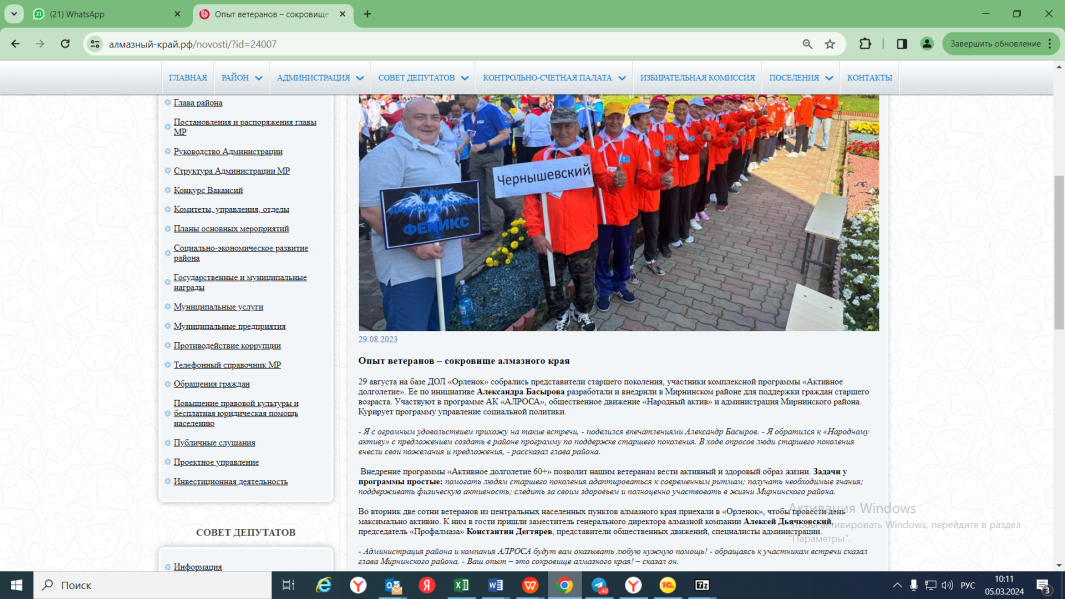 (21) WhatsApp
Опыт ветеранов – сокровище
алмазный-край.рф/novosti/?id=24007
Завершить обновление
ГЛАВНАЯ
РАЙОН
АДМИНИСТРАЦИЯ
СОВЕТ ДЕПУТАТОВ
КОНТРОЛЬНО-СЧЕТНАЯ ПАЛАТА
ИЗБИРАТЕЛЬНАЯ КОМИССИЯ
ПОСЕЛЕНИЯ
КОНТАКТЫ
Глава района
Постановления и распоряжения главы
МР
Руководство Администрации
Структура Администрации МР
Конкурс Вакансий
Комитеты, управления, отделы
Планы основных мероприятий
Социально-экономическое развитие
района
Государственные и муниципальные
награды
Муниципальные услуги
Муниципальные предприятия
Противодействие коррупции
Телефонный справочник МР
Обращения граждан
Повышение правовой культуры и
бесплатная юридическая помощь
населению
Публичные слушания
Проектное управление
Инвестиционная деятельность
СОВЕТ ДЕПУТАТОВ
Информация
ФЕНИКС
Чернышевский
29.08.2023
Опыт ветеранов – сокровище алмазного края
29 августа на базе ДОЛ «Орленок» собрались представители старшего поколения, участники комплексной программы «Активное
долголетие». Ее по инициативе Александра Басырова разработали и внедрили в Мирнинском районе для поддержки граждан старшего
возраста. Участвуют в программе АК «АЛРОСА», общественное движение «Народный актив» и администрация Мирнинского района.
Курирует программу управление социальной политики.
- Я с огромным удовольствием прихожу на такие встречи, - поделился впечатлениями Александр Басыров. - Я обратился к «Народному
активу» с предложением создать в районе программу по поддержке старшего поколения. В ходе опросов люди старшего поколения
внесли свои пожелания и предложения, - рассказал глава района.
Внедрение программы «Активное долголетие 60+» позволит нашим ветеранам вести активный и здоровый образ жизни. Задачи у
программы простые: помогать людям старшего поколения адаптироваться к современным ритмам; получать необходимые знания;
поддерживать физическую активность; следить за своим здоровьем и полноценно участвовать в жизни Мирнинского района.
Во вторник две сотни ветеранов из центральных населенных пунктов алмазного края приехали в «Орленок», чтобы провести день
максимально активно. К ним в гости пришли заместитель генерального директора алмазной компании Алексей Дьячковский,
председатель «Профалмаза» Константин Дегтярев, представители общественных движений, специалисты администрации.
- Администрация района и компания АЛРОСА будут вам оказывать любую нужную помощь! - обращаясь к участникам встречи сказал
глава Мирнинского района. - Ваш опыт – это сокровище алмазного края! – сказал он.
Активация Windows
Чтобы активировать Windows, перейдите в раздел
"Параметры".
Поиск
РУС
10:11
05.03.2024
3